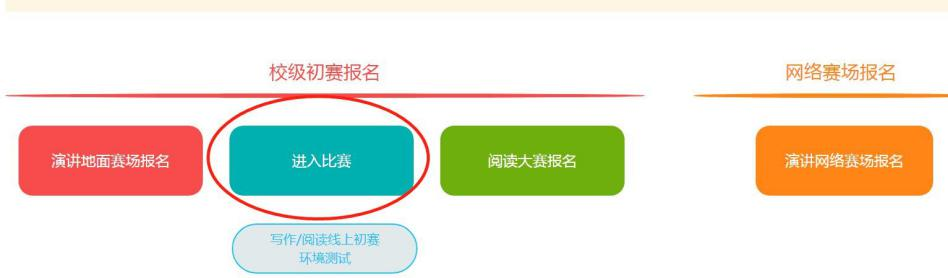 校级初赛报名
网络赛场报名
演讲地面赛场报名
进入比赛
阅读大赛报名
演讲网络赛场报名
写作/阅读线上初赛
环境测试